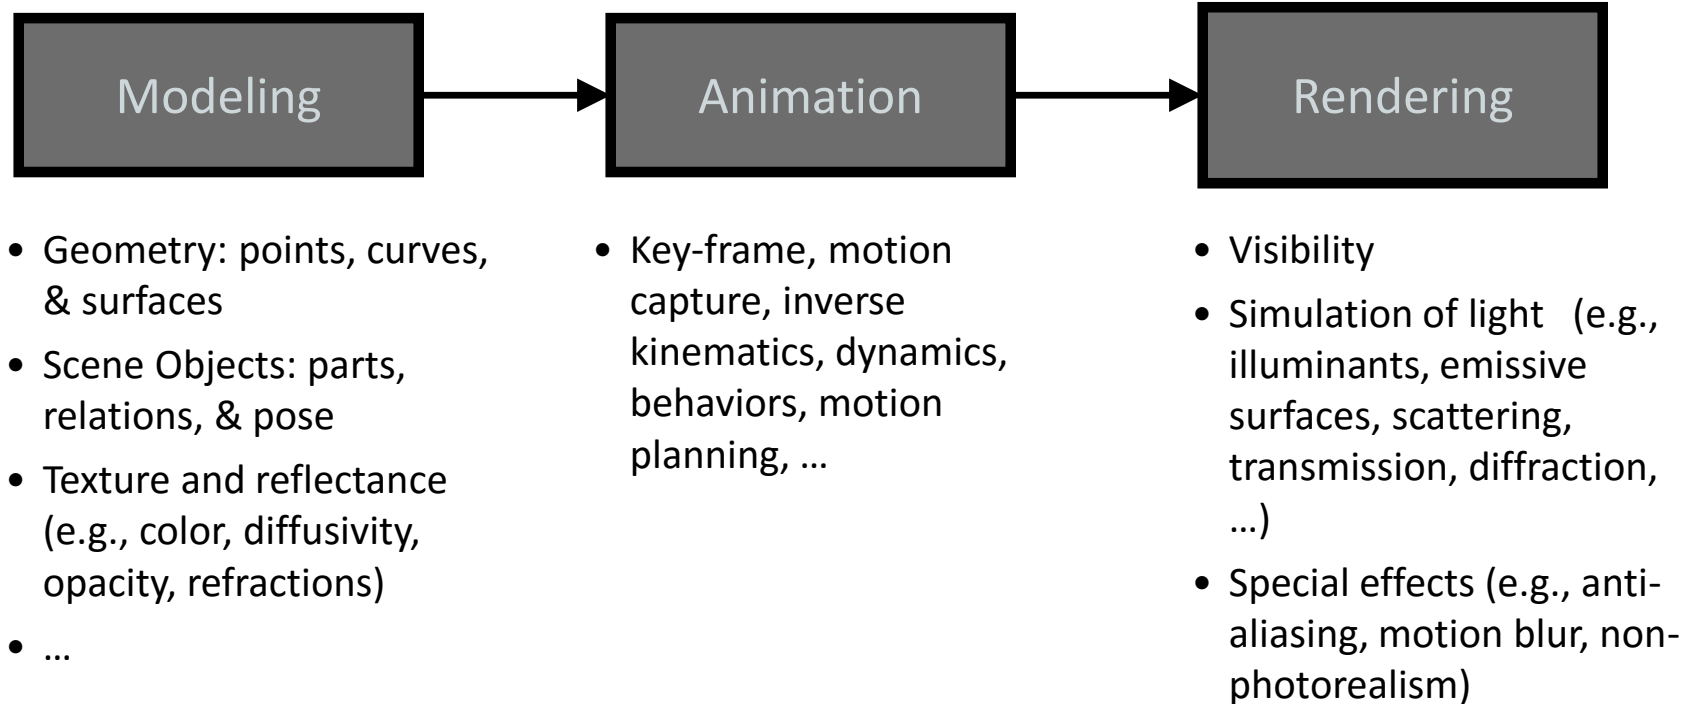 Modeling
Animation
Rendering
• Geometry: points, curves,
& surfaces
• Scene Objects: parts,
relations, & pose
• Texture and reflectance
(e.g., color, diffusivity,
opacity, refractions)
• …
• Key-frame, motion
capture, inverse
kinematics, dynamics,
behaviors, motion
planning, …
• Visibility
• Simulation of light (e.g.,
illuminants, emissive
surfaces, scattering,
transmission, diffraction,
…)
• Special effects (e.g., anti-
aliasing, motion blur, non-
photorealism)